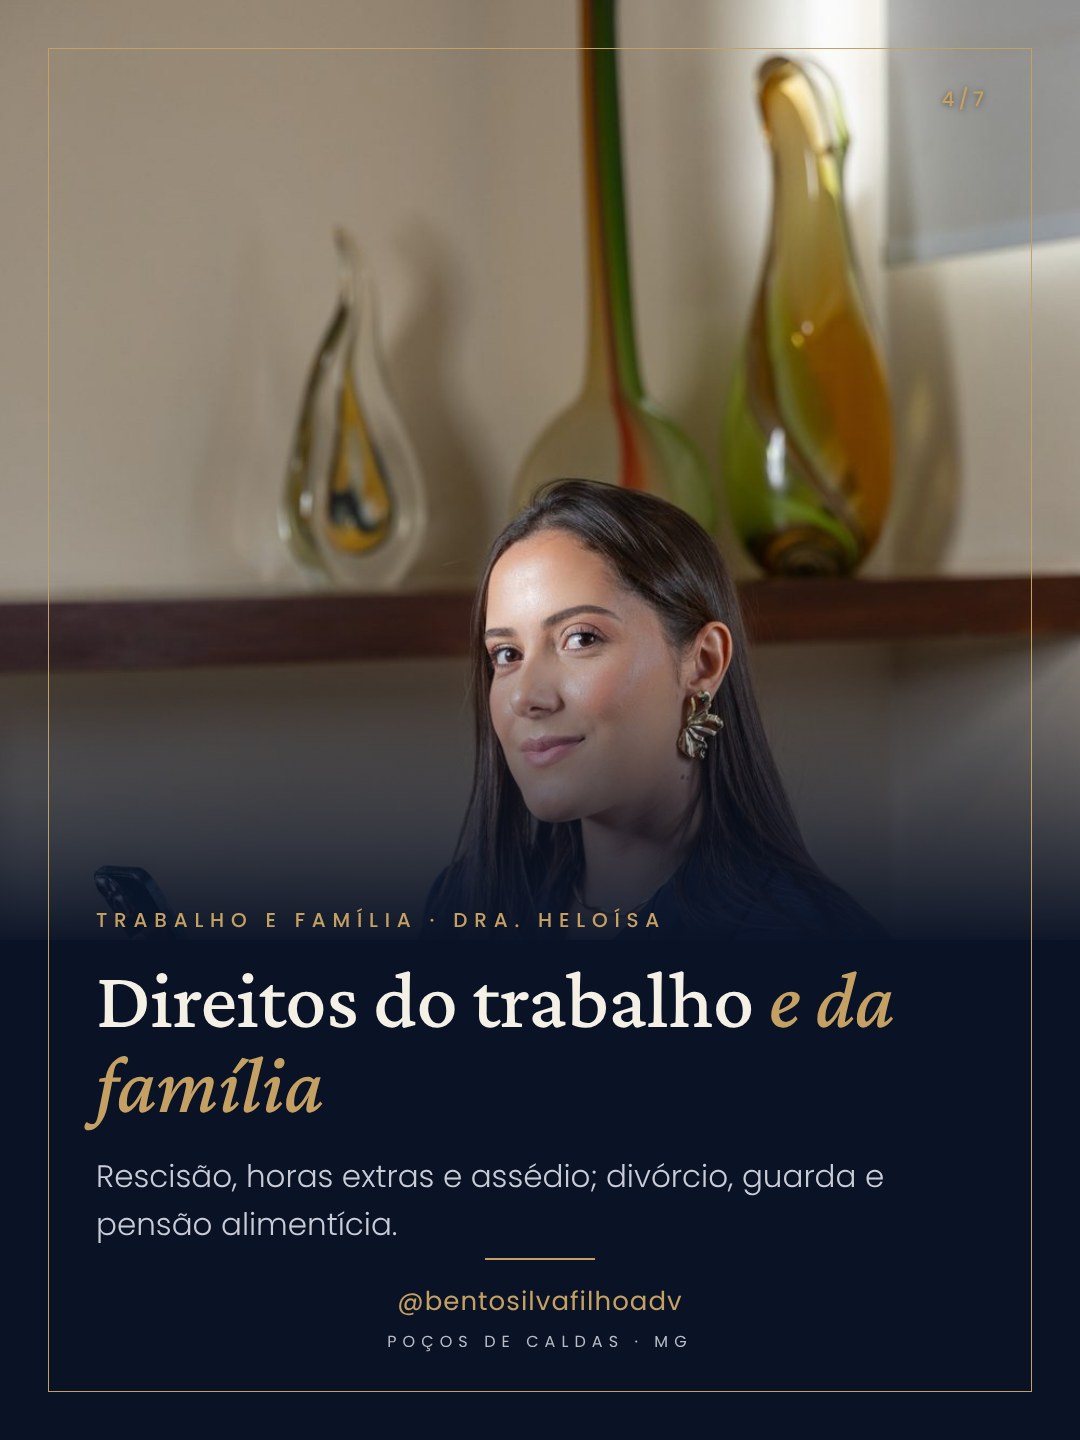 4/7
TRABALHO E FAMÍLIA · DRA. HELOÍSA
Direitos do trabalho e da
família
Rescisão, horas extras e assédio; divórcio, guarda e
pensão alimentícia.
@bentosilvafilhoadv
POÇOS DE CALDAS · MG